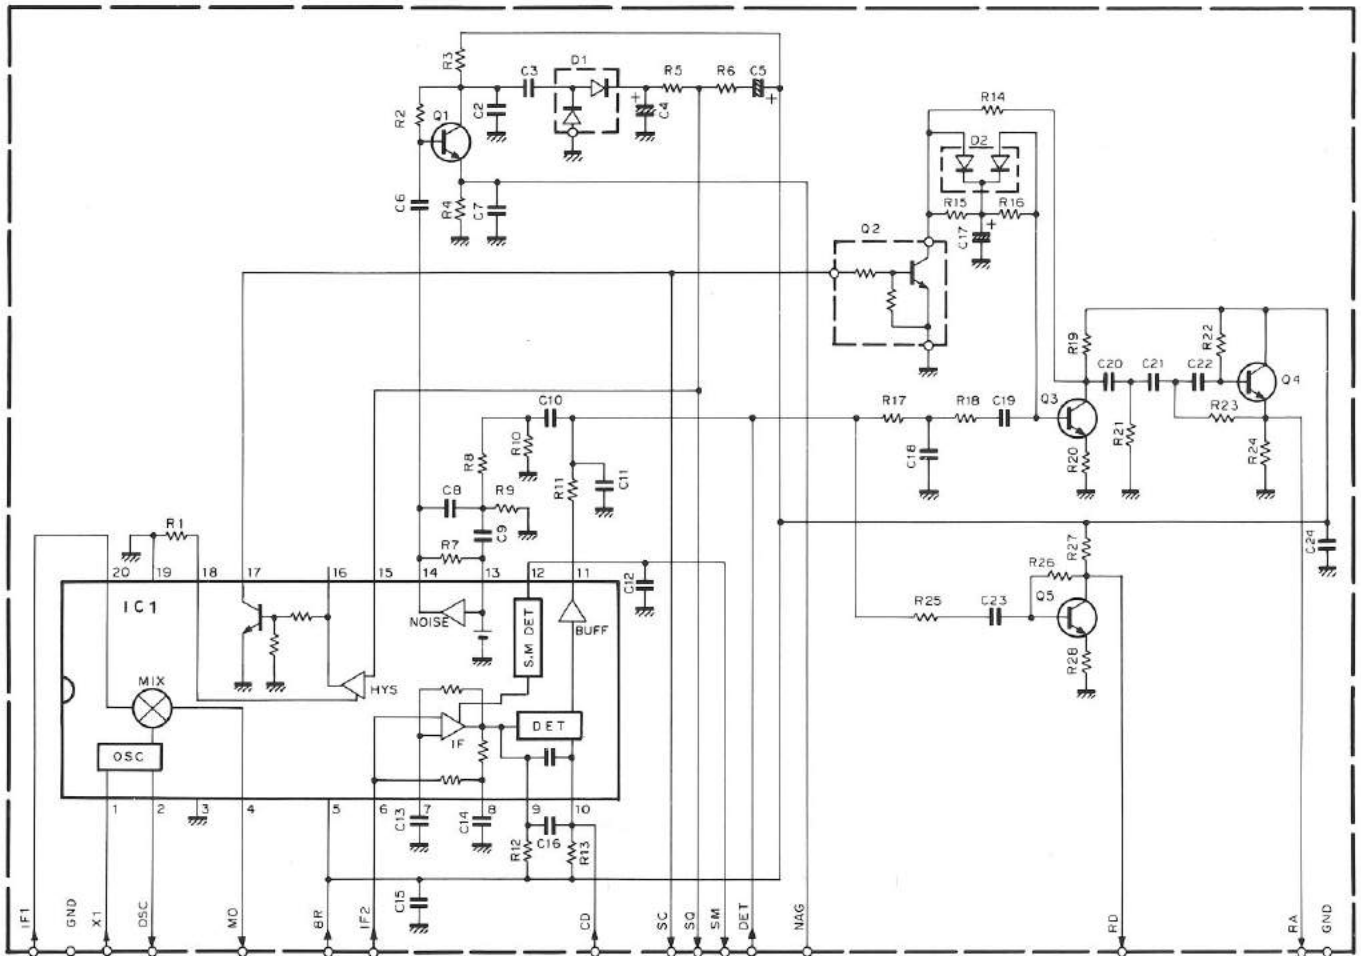 R3
C3
D1
R5
R6
C5
+
+
C4
R2
Q1
C2
R14
D2
C6
R4
C7
R15
R16
C17
+
Q2
R19
R22
C20
C21
C22
Q4
C10
R17
R18
C19
Q3
R23
R10
R21
R8
R11
C11
C18
R20
R24
C8
R9
R1
C9
R7
R27
C24
20
19
18
17
16
15
14
13
12
11
C12
R26
IC1
NOISE
S.M DET
BUFF
R25
C23
Q5
R28
MIX
HYS
DET
IF
OSC
1
2
3
4
5
6
7
8
9
10
C13
C14
C16
R12
R13
C15
IF1
GND
X1
OSC
MO
8R
IF2
CD
SC
SQ
SM
DET
NAG
RD
RA
GND